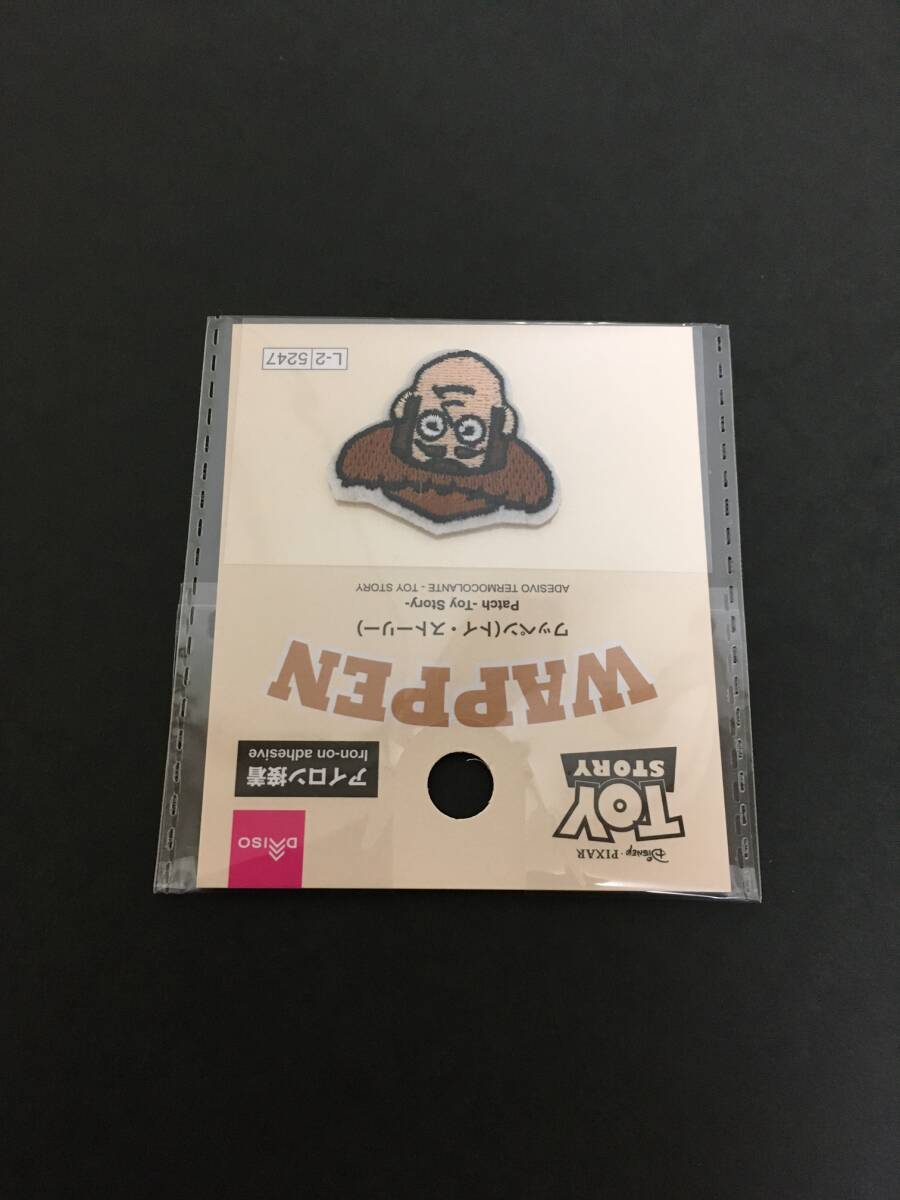 Disney · PIXAR
TOY
STORY
DAISO
アイロン接着
Iron-on adhesive
WAPPEN
ワッペン(トイ・ストーリー)
Patch -Toy Story-
ADESIVO TERMOCOLANTE - TOY STORY
L-2 5247